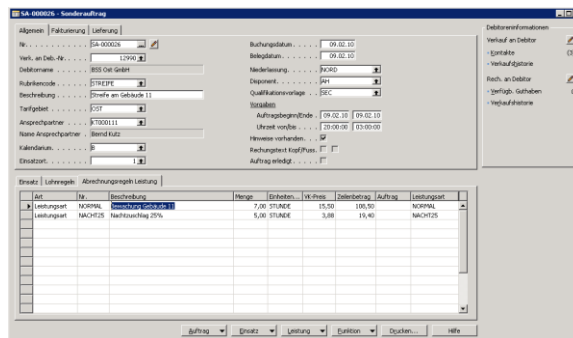 SA-000026 - Sonderauftrag
Allgemein Fakturierung Lieferung
Nr. SA-000026
Verk. an Deb.-Nr. 12990
Debitorname BSS Ost GmbH
Rubrikencode STREIFE
Beschreibung Streife am Gebäude 11
Tarifgebiet OST
Ansprechpartner KT000111
Name Ansprechpartner Bernd Kutz
Kalendarium B
Einsatzort 1
Buchungsdatum 09.02.10
Belegdatum 09.02.10
Niederlassung NORD
Disponent AH
Qualifikationsvorlage SEC
Vorgaben
Auftragsbeginn/Ende 09.02.10 09.02.10
Uhrzeit von/bis 20:00:00 03:00:00
Hinweise vorhanden
Rechungstext Kopf/Fuss
Auftrag erledigt
Debitoreninformationen
Verkauf an Debitor
Kontakte
Verkaufshistorie
Rech. an Debitor
Verfügb. Guthaben
Verkaufshistorie
Einsatz Lohnregeln Abrechnungsregeln Leistung
Art Nr. Beschreibung Menge Einheiten... VK-Preis Zeilenbetrag Auftrag Leistungsart
Leistungsart NORMAL Bewachung Gebäude 11 7,00 STUNDE 15,50 108,50 NORMAL
Leistungsart NACHT25 Nachtzuschlag 25% 5,00 STUNDE 3,88 19,40 NACHT25
Auftrag Einsatz Leistung Funktion Drucken... Hilfe